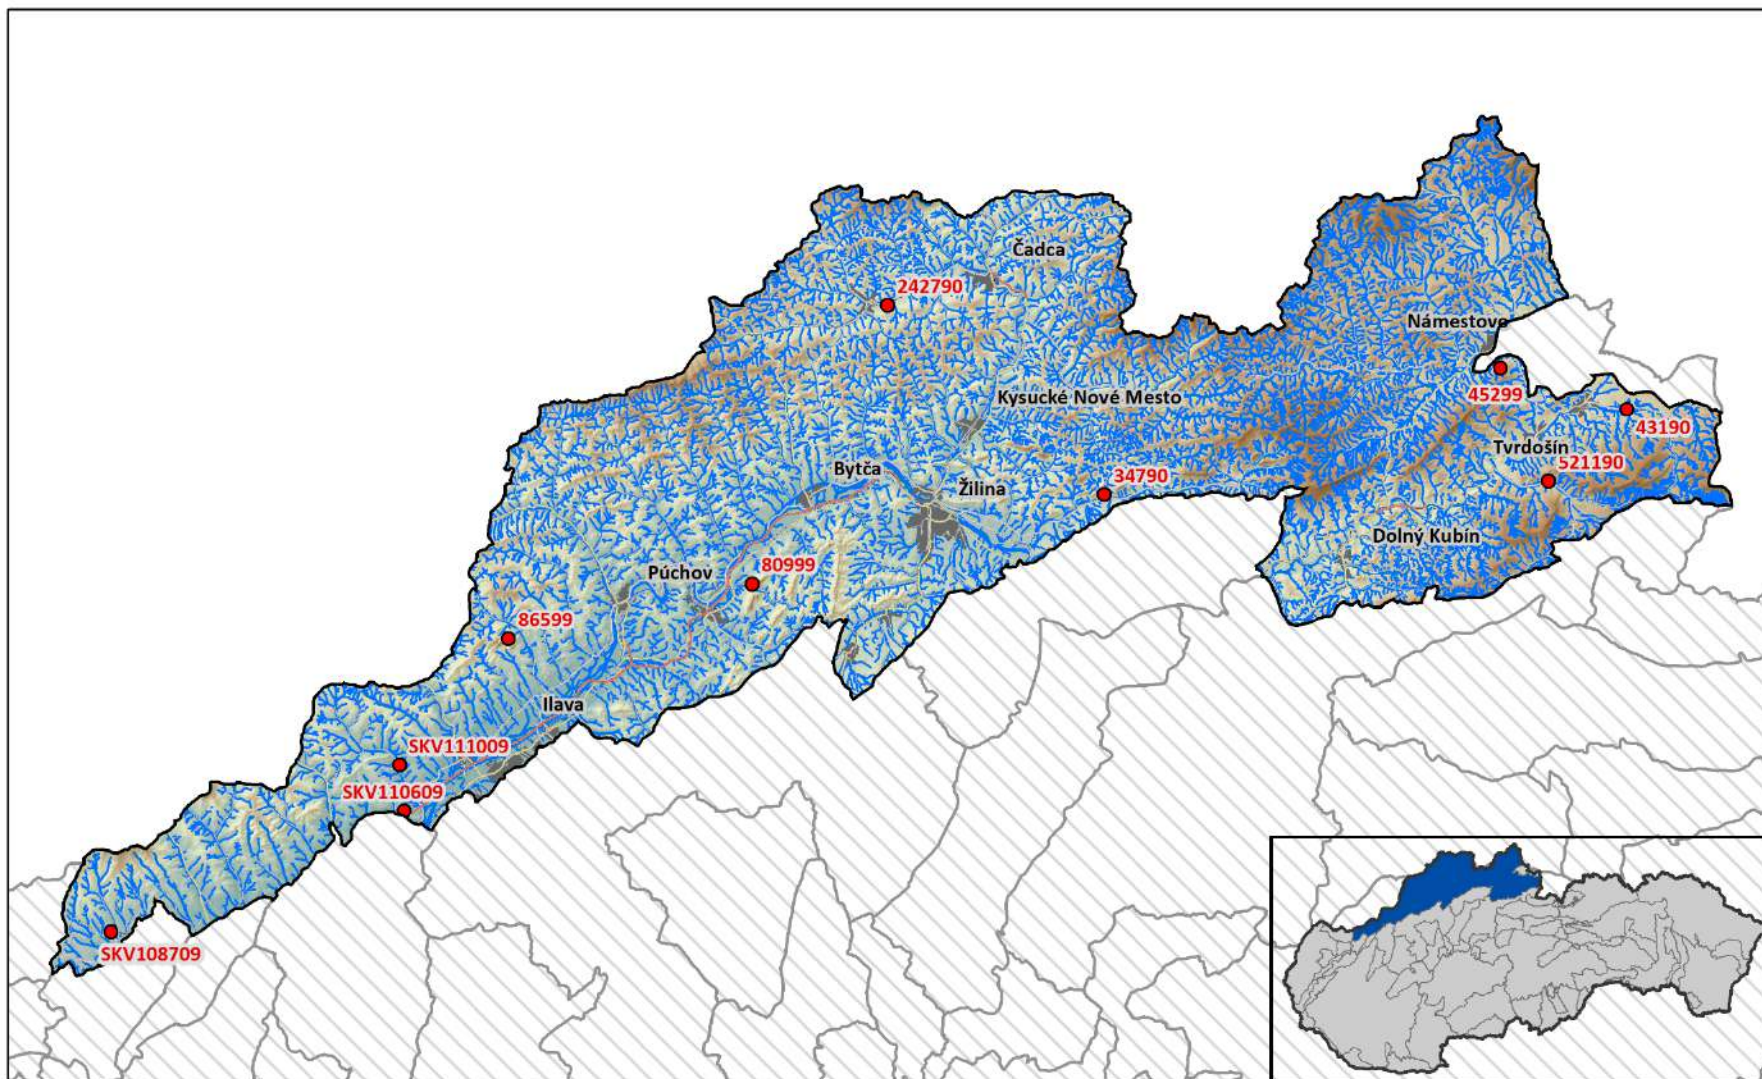 Čadca
242790
Námestovo
45299
Kysucké Nové Mesto
43190
Tvrdošín
521190
Bytča
34790
Žilina
Dolný Kubín
80999
Púchov
86599
Ilava
SKV111009
SKV110609
SKV108709